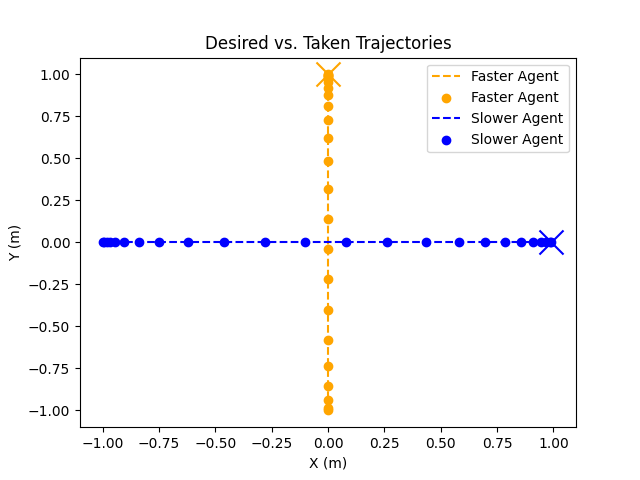 Desired vs. Taken Trajectories
Faster Agent
Faster Agent
Slower Agent
Slower Agent
Y (m)
1.00
0.75
0.50
0.25
0.00
−0.25
−0.50
−0.75
−1.00
−1.00 −0.75 −0.50 −0.25 0.00 0.25 0.50 0.75 1.00
X (m)